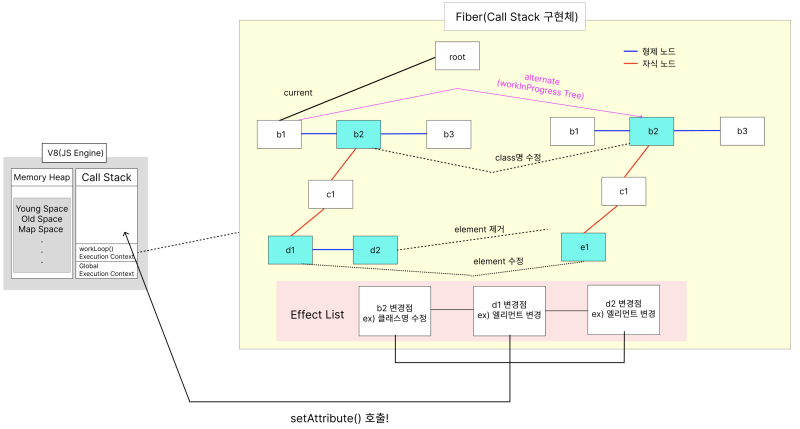 Fiber(Call Stack 구현체)
root
형제 노드
자식 노드
current
alternate
(workInProgress Tree)
b1
b2
b3
b1
b2
b3
class명 수정
V8(JS Engine)
Memory Heap
Call Stack
Young Space
Old Space
Map Space
.
.
.
workLoop()
Execution Context
Global
Execution Context
c1
c1
element 제거
d1
d2
e1
element 수정
Effect List
b2 변경점
ex) 클래스명 수정
d1 변경점
ex) 엘리먼트 변경
d2 변경점
ex) 엘리먼트 변경
setAttribute() 호출!